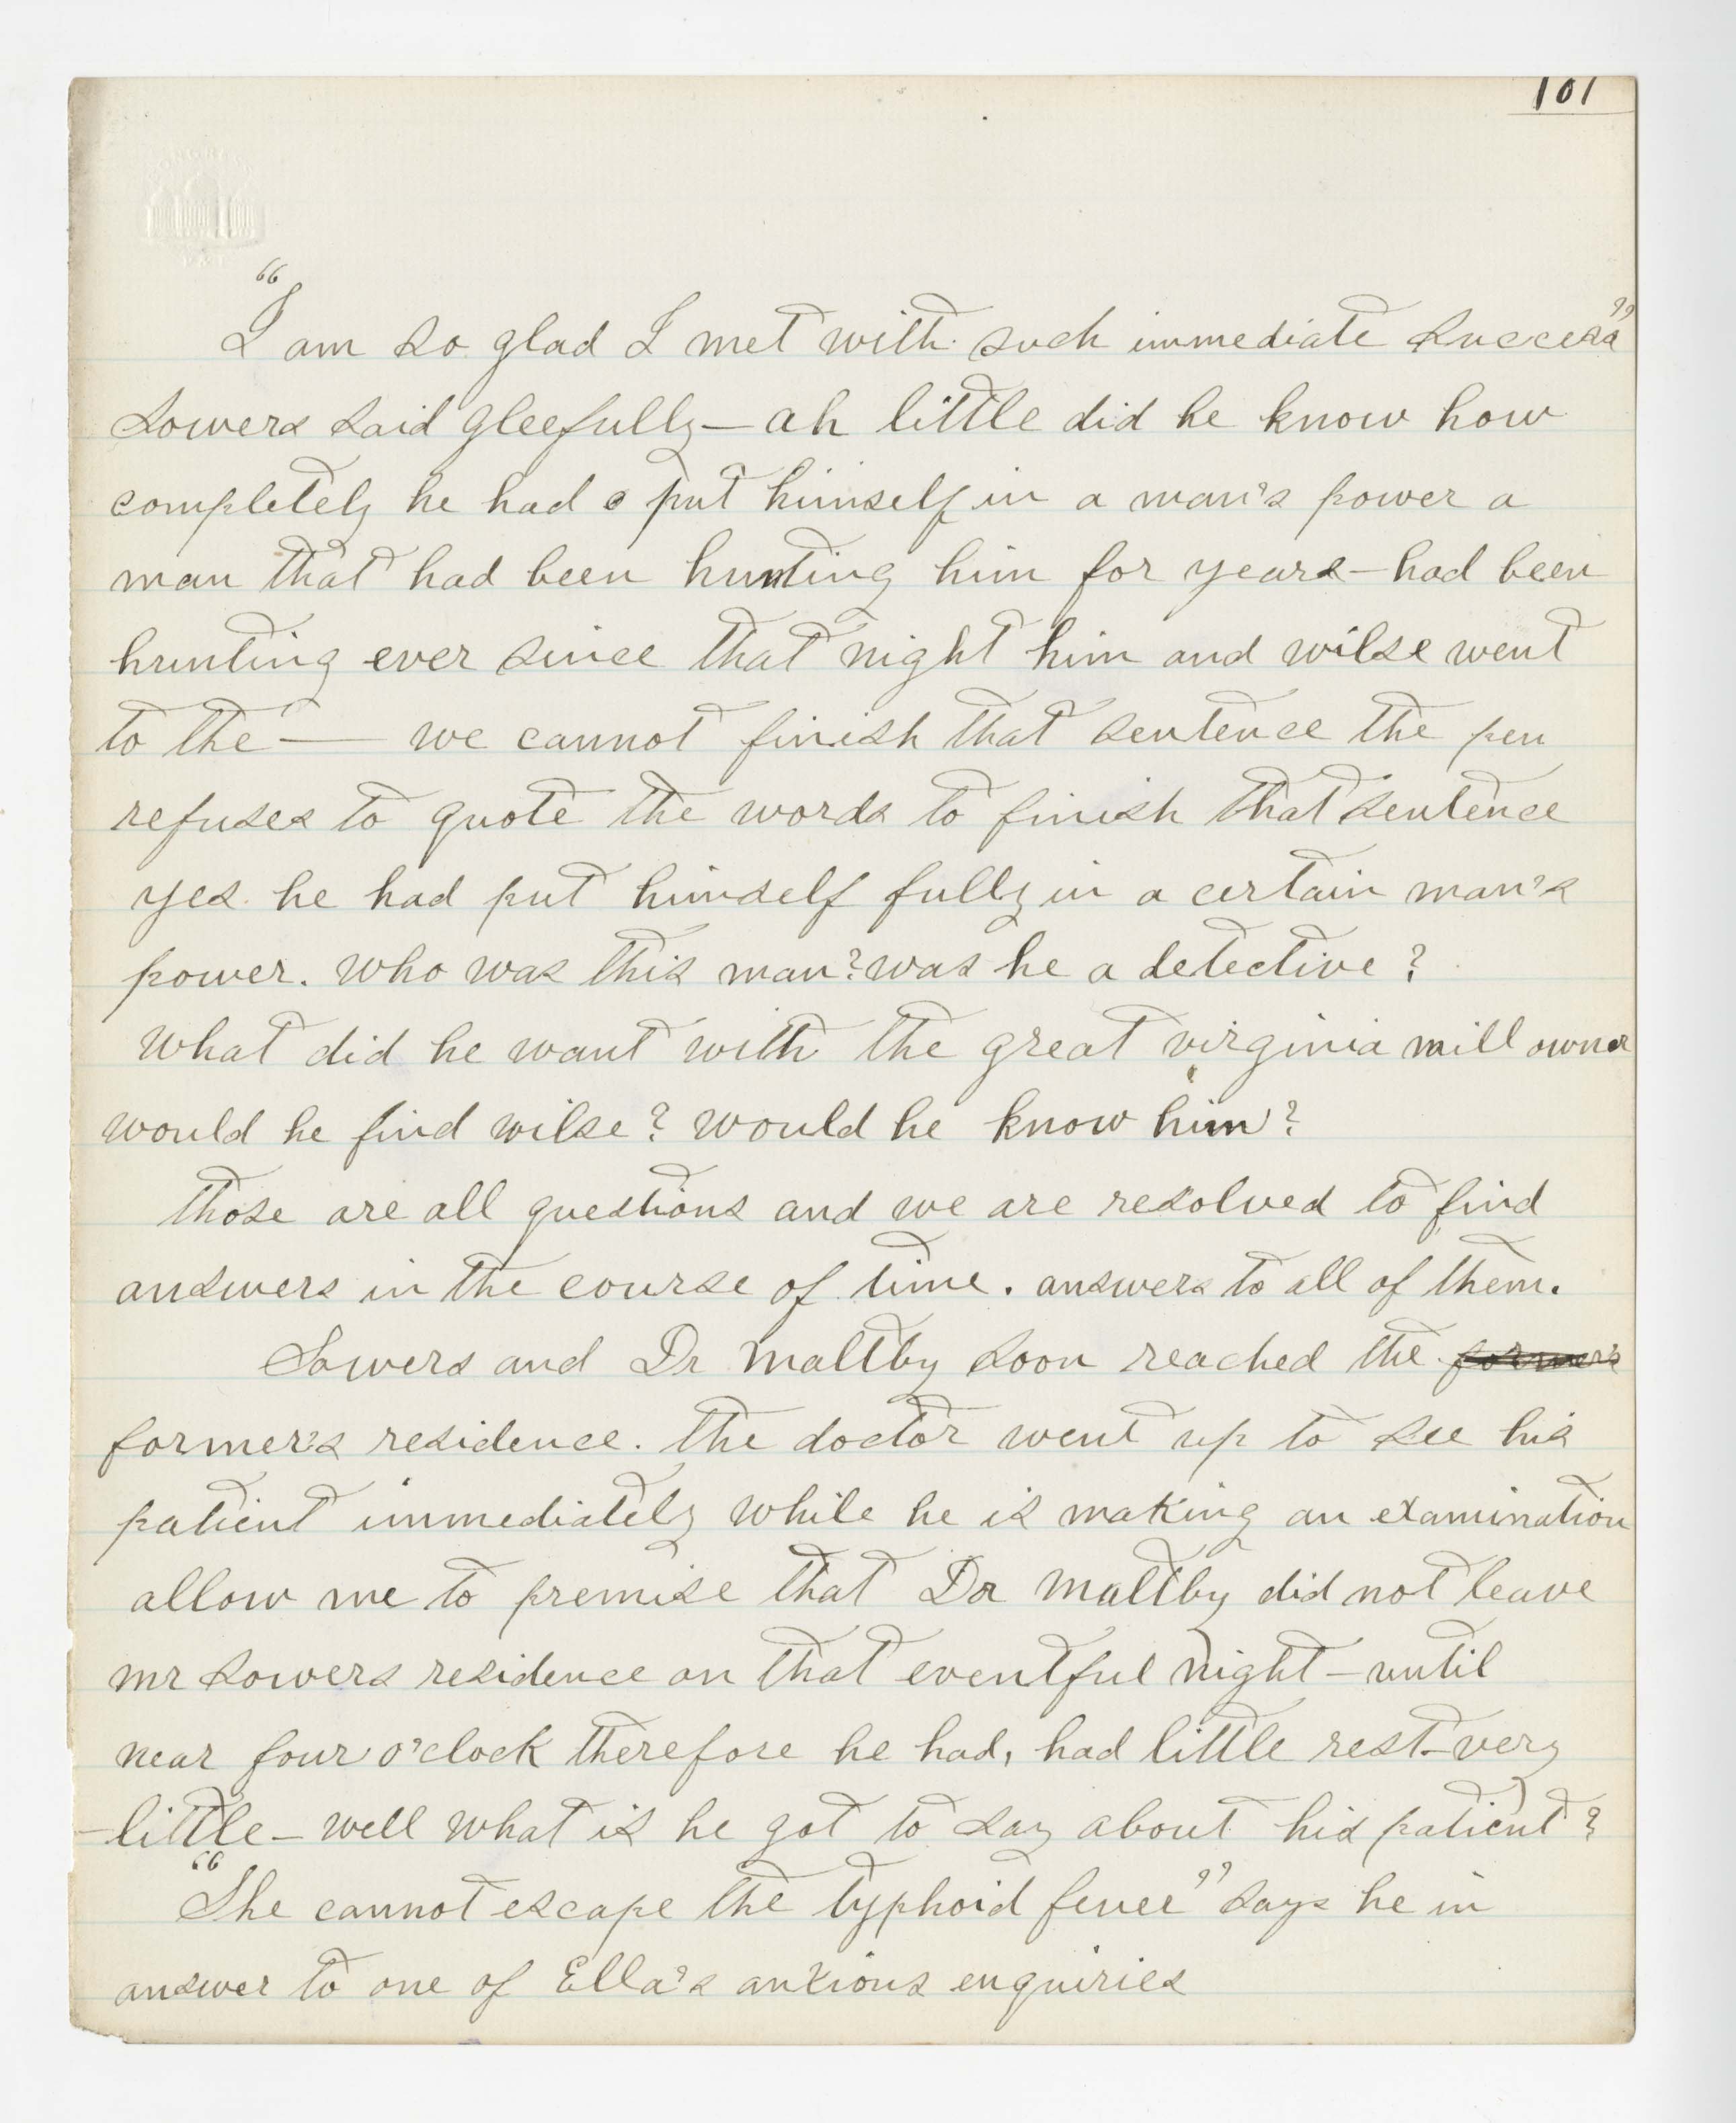 101
CONGRESS
"I am so glad I met with such immediate success"
Sowers said gleefully — ah little did he know how
completely he had put himself in a man's power a
man that had been hunting him for years — had been
hunting ever since that night him and wilse went
to the — we cannot finish that sentence the pen
refuses to quote the words to finish that sentence
yes he had put himself fully in a certain man's
power. who was this man? was he a detective?
what did he want with the great virginia mill owner
would he find wilse? would he know him?
those are all questions and we are resolved to find
answers in the course of time. answers to all of them.
Sowers and Dr Maltby soon reached the former's
former's residence. the doctor went up to see his
patient immediately while he is making an examination
allow me to premise that Dr Maltby did not leave
mr Sowers residence on that eventful night — until
near four o'clock therefore he had, had little rest — very
— little — well what is he got to say about his patient?
"She cannot escape the typhoid fever" says he in
answer to one of Ella's anxious enquiries